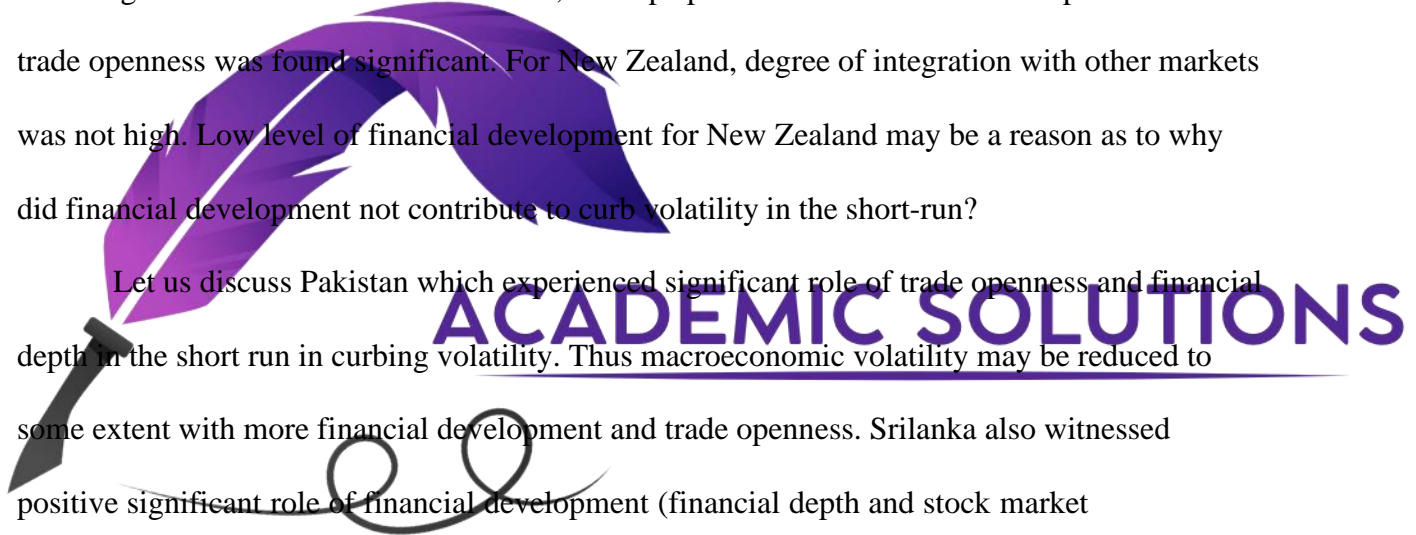 trade openness was found significant. For New Zealand, degree of integration with other markets
was not high. Low level of financial development for New Zealand may be a reason as to why
did financial development not contribute to curb volatility in the short-run?
Let us discuss Pakistan which experienced significant role of trade openness and financial
ACADEMIC SOLUTIONS
depth in the short run in curbing volatility. Thus macroeconomic volatility may be reduced to
some extent with more financial development and trade openness. Srilanka also witnessed
positive significant role of financial development (financial depth and stock market